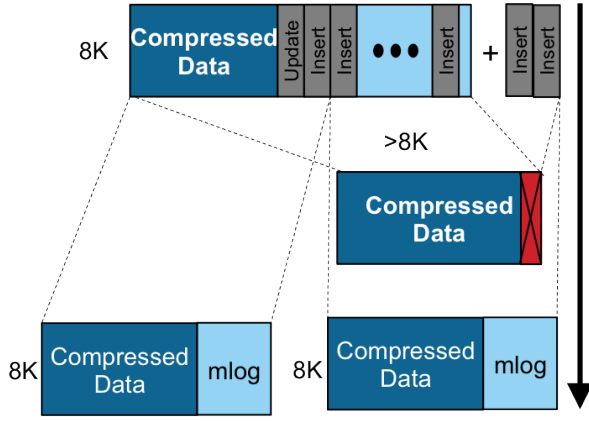 8K
Compressed
Data
Update
Insert
Insert
•••
Insert
+
Insert
Insert
>8K
Compressed
Data
8K
Compressed
Data
mlog
8K
Compressed
Data
mlog